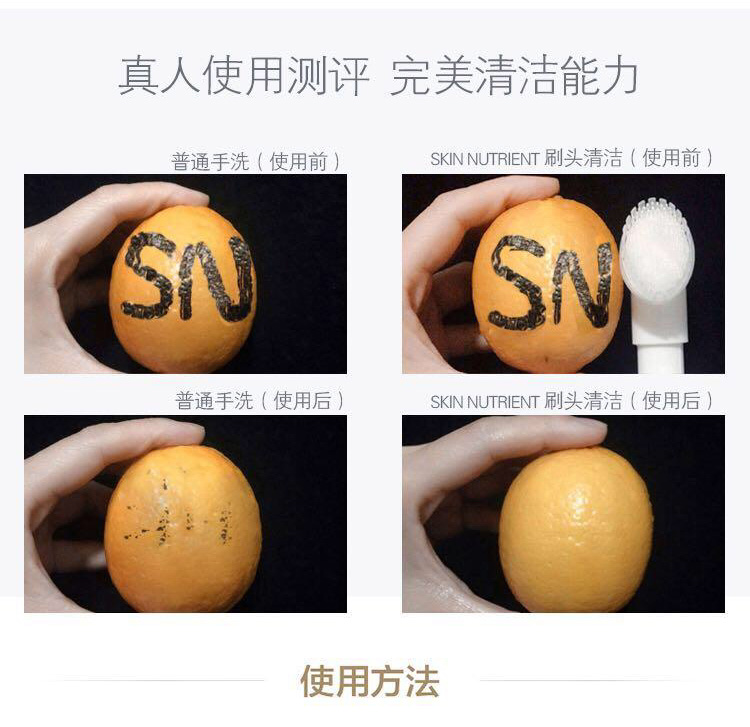 真人使用测评 完美清洁能力
普通手洗（使用前）
SKIN NUTRIENT 刷头清洁（使用前）
SN
SN
普通手洗（使用后）
SKIN NUTRIENT 刷头清洁（使用后）
使用方法